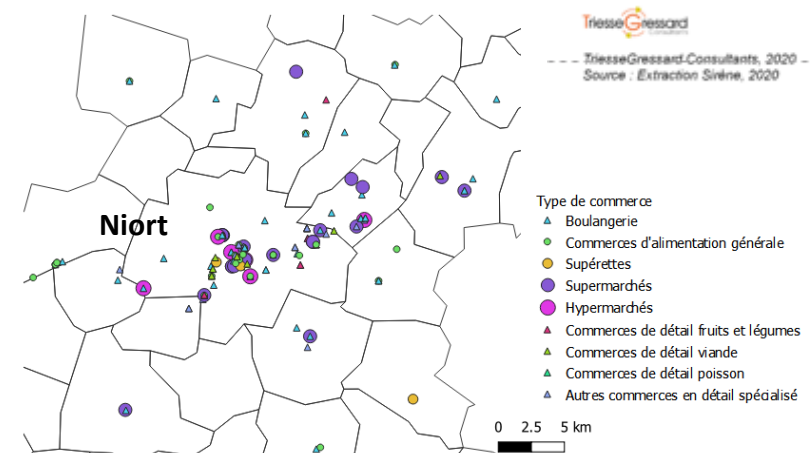 TriesseGressard
Consultants
TriesseGressard-Consultants, 2020
Source : Extraction Sirène, 2020
Niort
Type de commerce
Boulangerie
Commerces d'alimentation générale
Supérettes
Supermarchés
Hypermarchés
Commerces de détail fruits et légumes
Commerces de détail viande
Commerces de détail poisson
Autres commerces en détail spécialisé
0 2.5 5 km